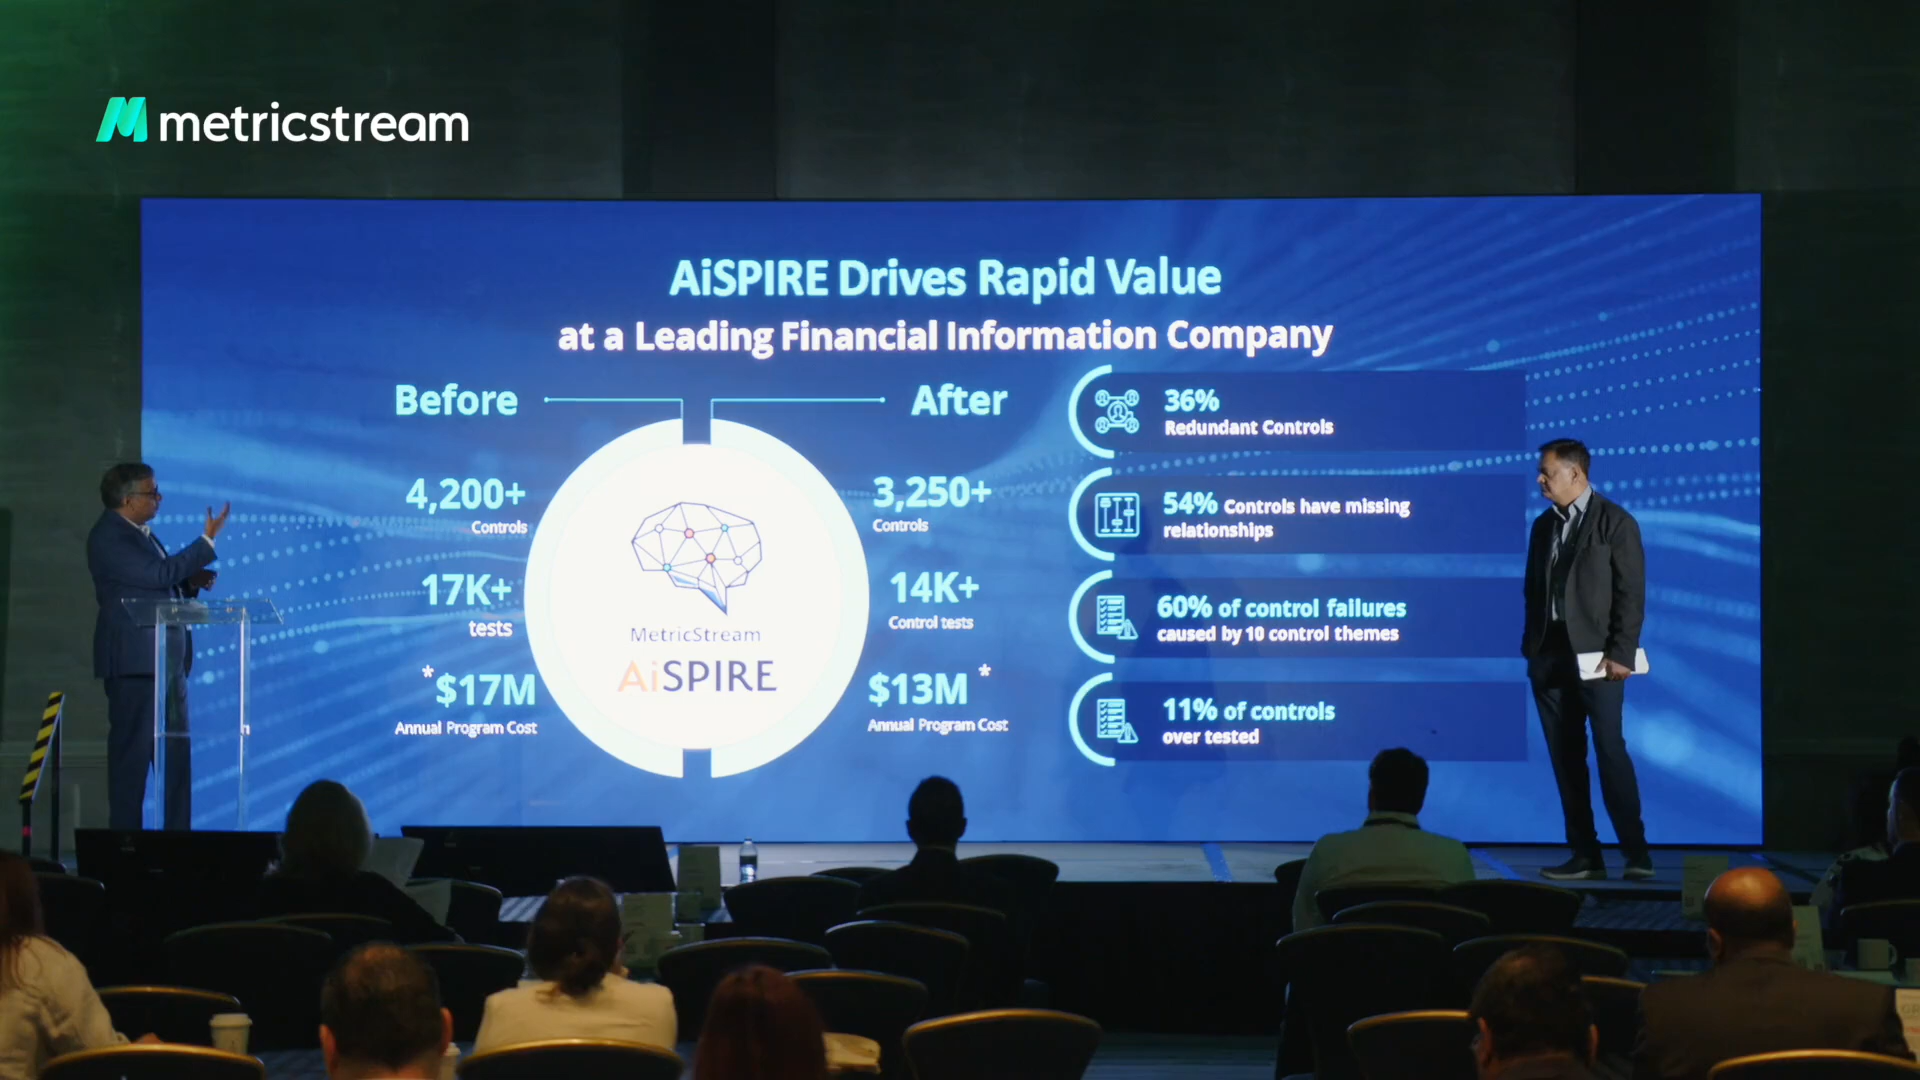 metricstream
AiSPIRE Drives Rapid Value
at a Leading Financial Information Company
Before
After
4,200+
Controls
17K+
tests
*$17M
Annual Program Cost
MetricStream
AiSPIRE
3,250+
Controls
14K+
Control tests
$13M *
Annual Program Cost
36%
Redundant Controls
54% Controls have missing
relationships
60% of control failures
caused by 10 control themes
11% of controls
over tested